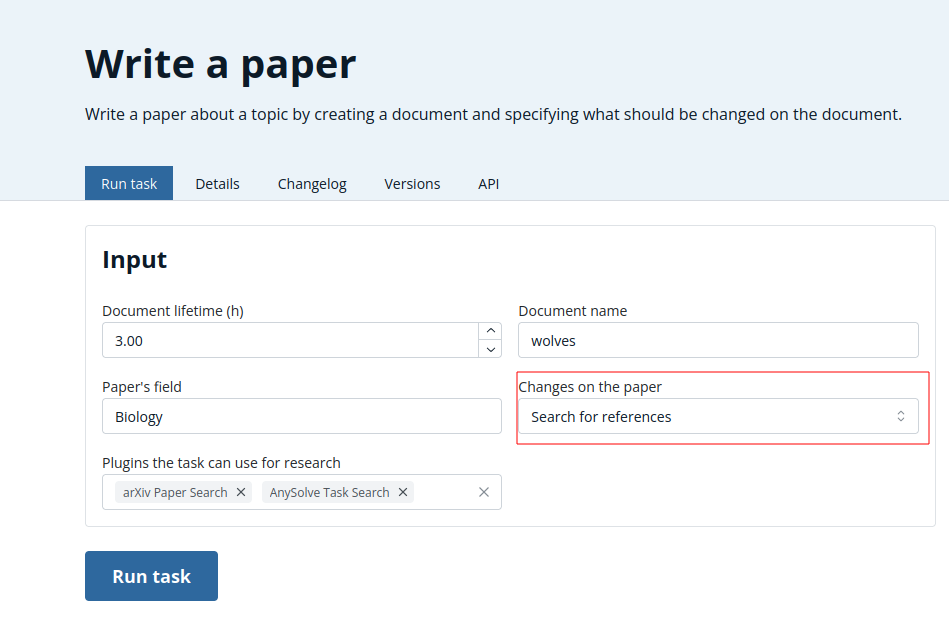 Write a paper
Write a paper about a topic by creating a document and specifying what should be changed on the document.
Run task Details Changelog Versions API
Input
Document lifetime (h) Document name
3.00 wolves
Paper's field Changes on the paper
Biology Search for references
Plugins the task can use for research
arXiv Paper Search AnySolve Task Search
Run task